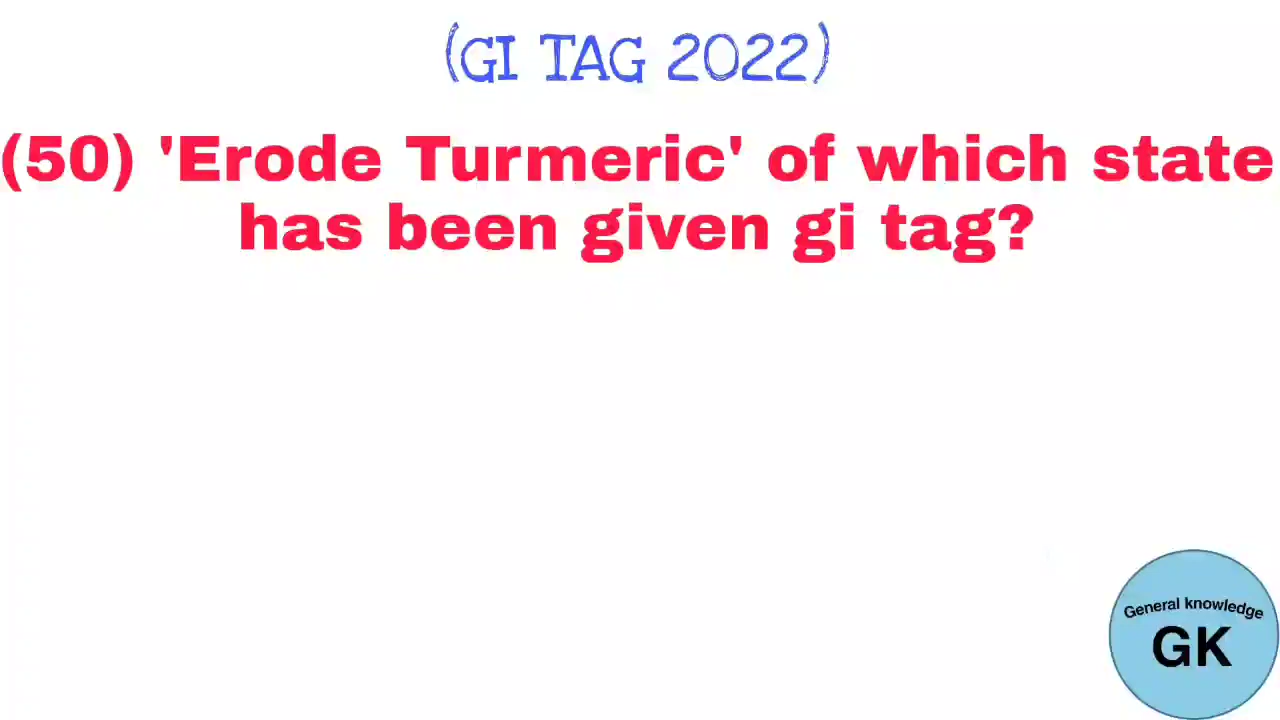 (GI TAG 2022)
(50) 'Erode Turmeric' of which state
has been given gi tag?
General knowledge
GK